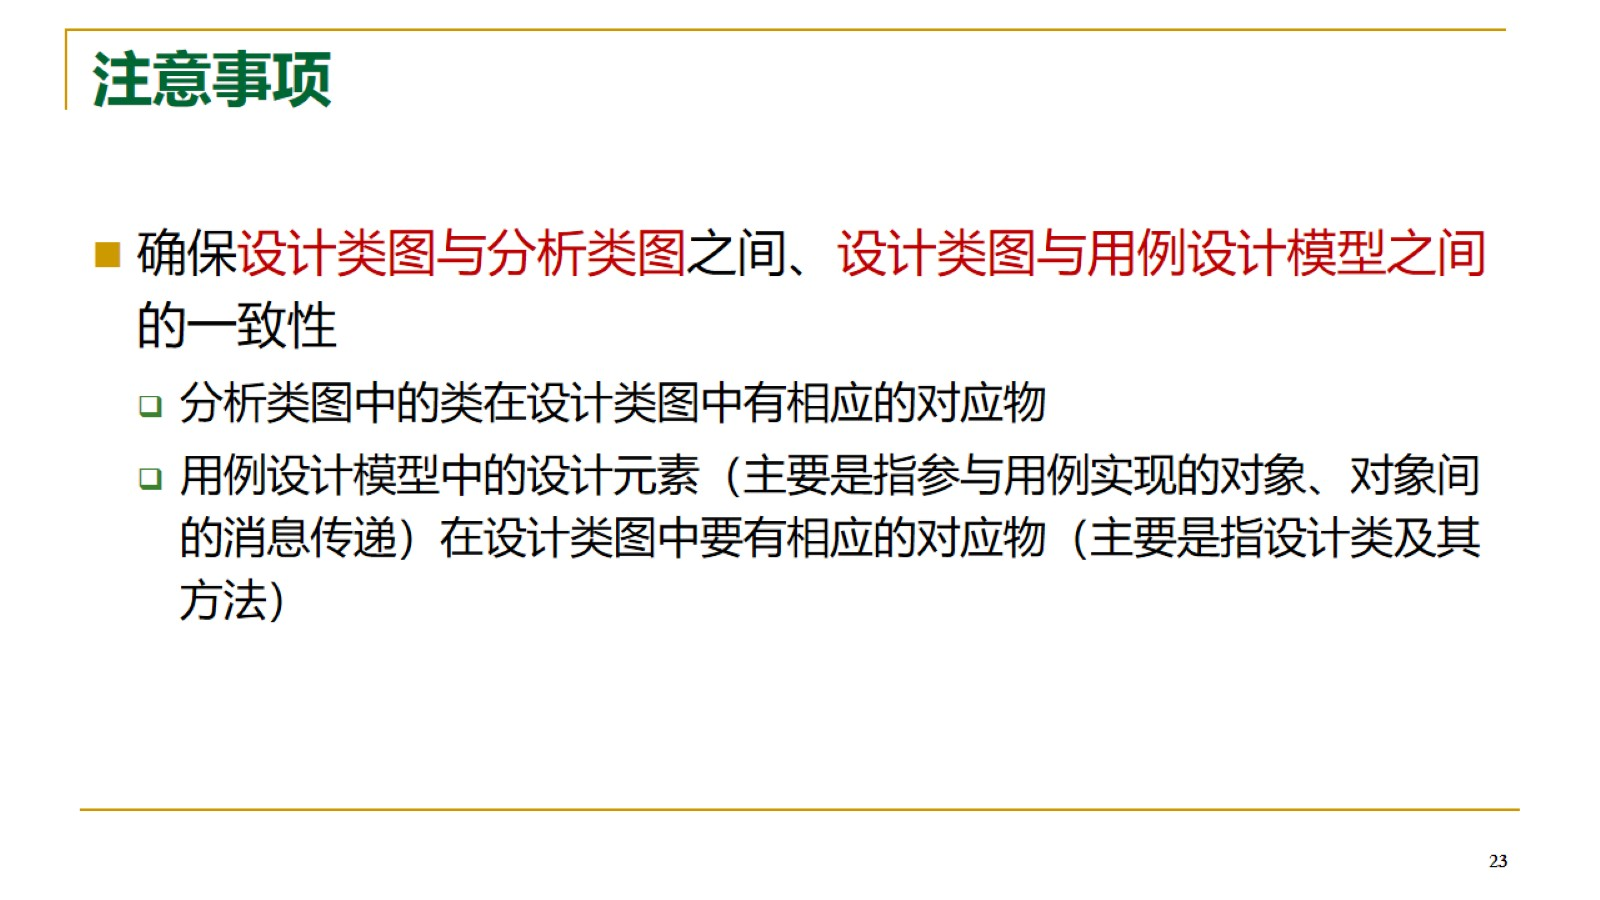 注意事项
确保设计类图与分析类图之间、设计类图与用例设计模型之间
的一致性
分析类图中的类在设计类图中有相应的对应物
用例设计模型中的设计元素（主要是指参与用例实现的对象、对象间
的消息传递）在设计类图中要有相应的对应物（主要是指设计类及其
方法）
23